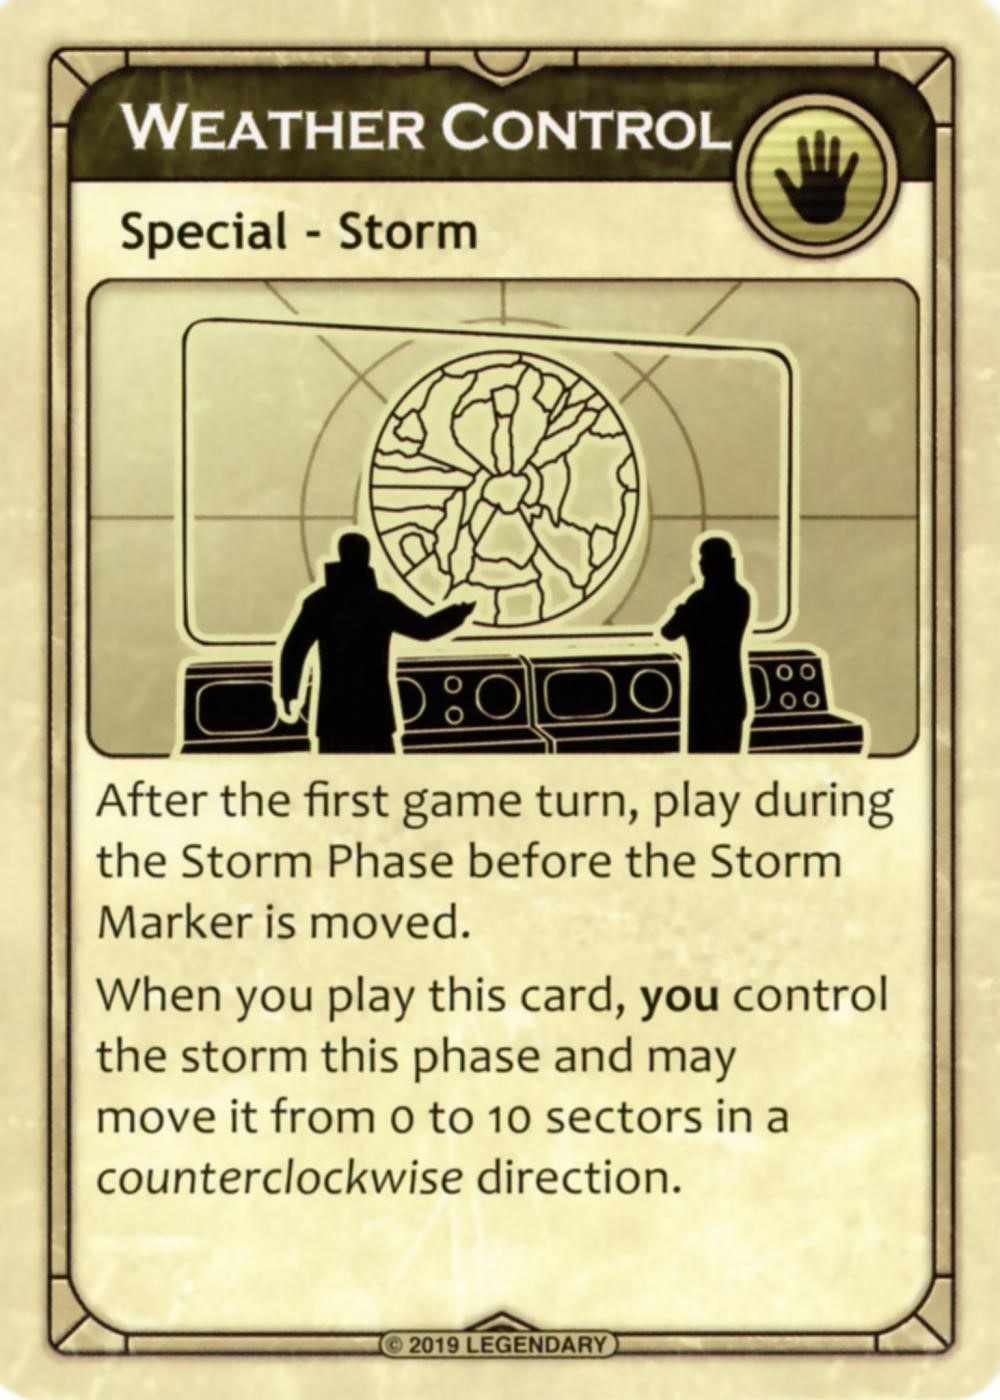 WEATHER CONTROL
Special - Storm
After the first game turn, play during
the Storm Phase before the Storm
Marker is moved.
When you play this card, you control
the storm this phase and may
move it from 0 to 10 sectors in a
counterclockwise direction.
© 2019 LEGENDARY